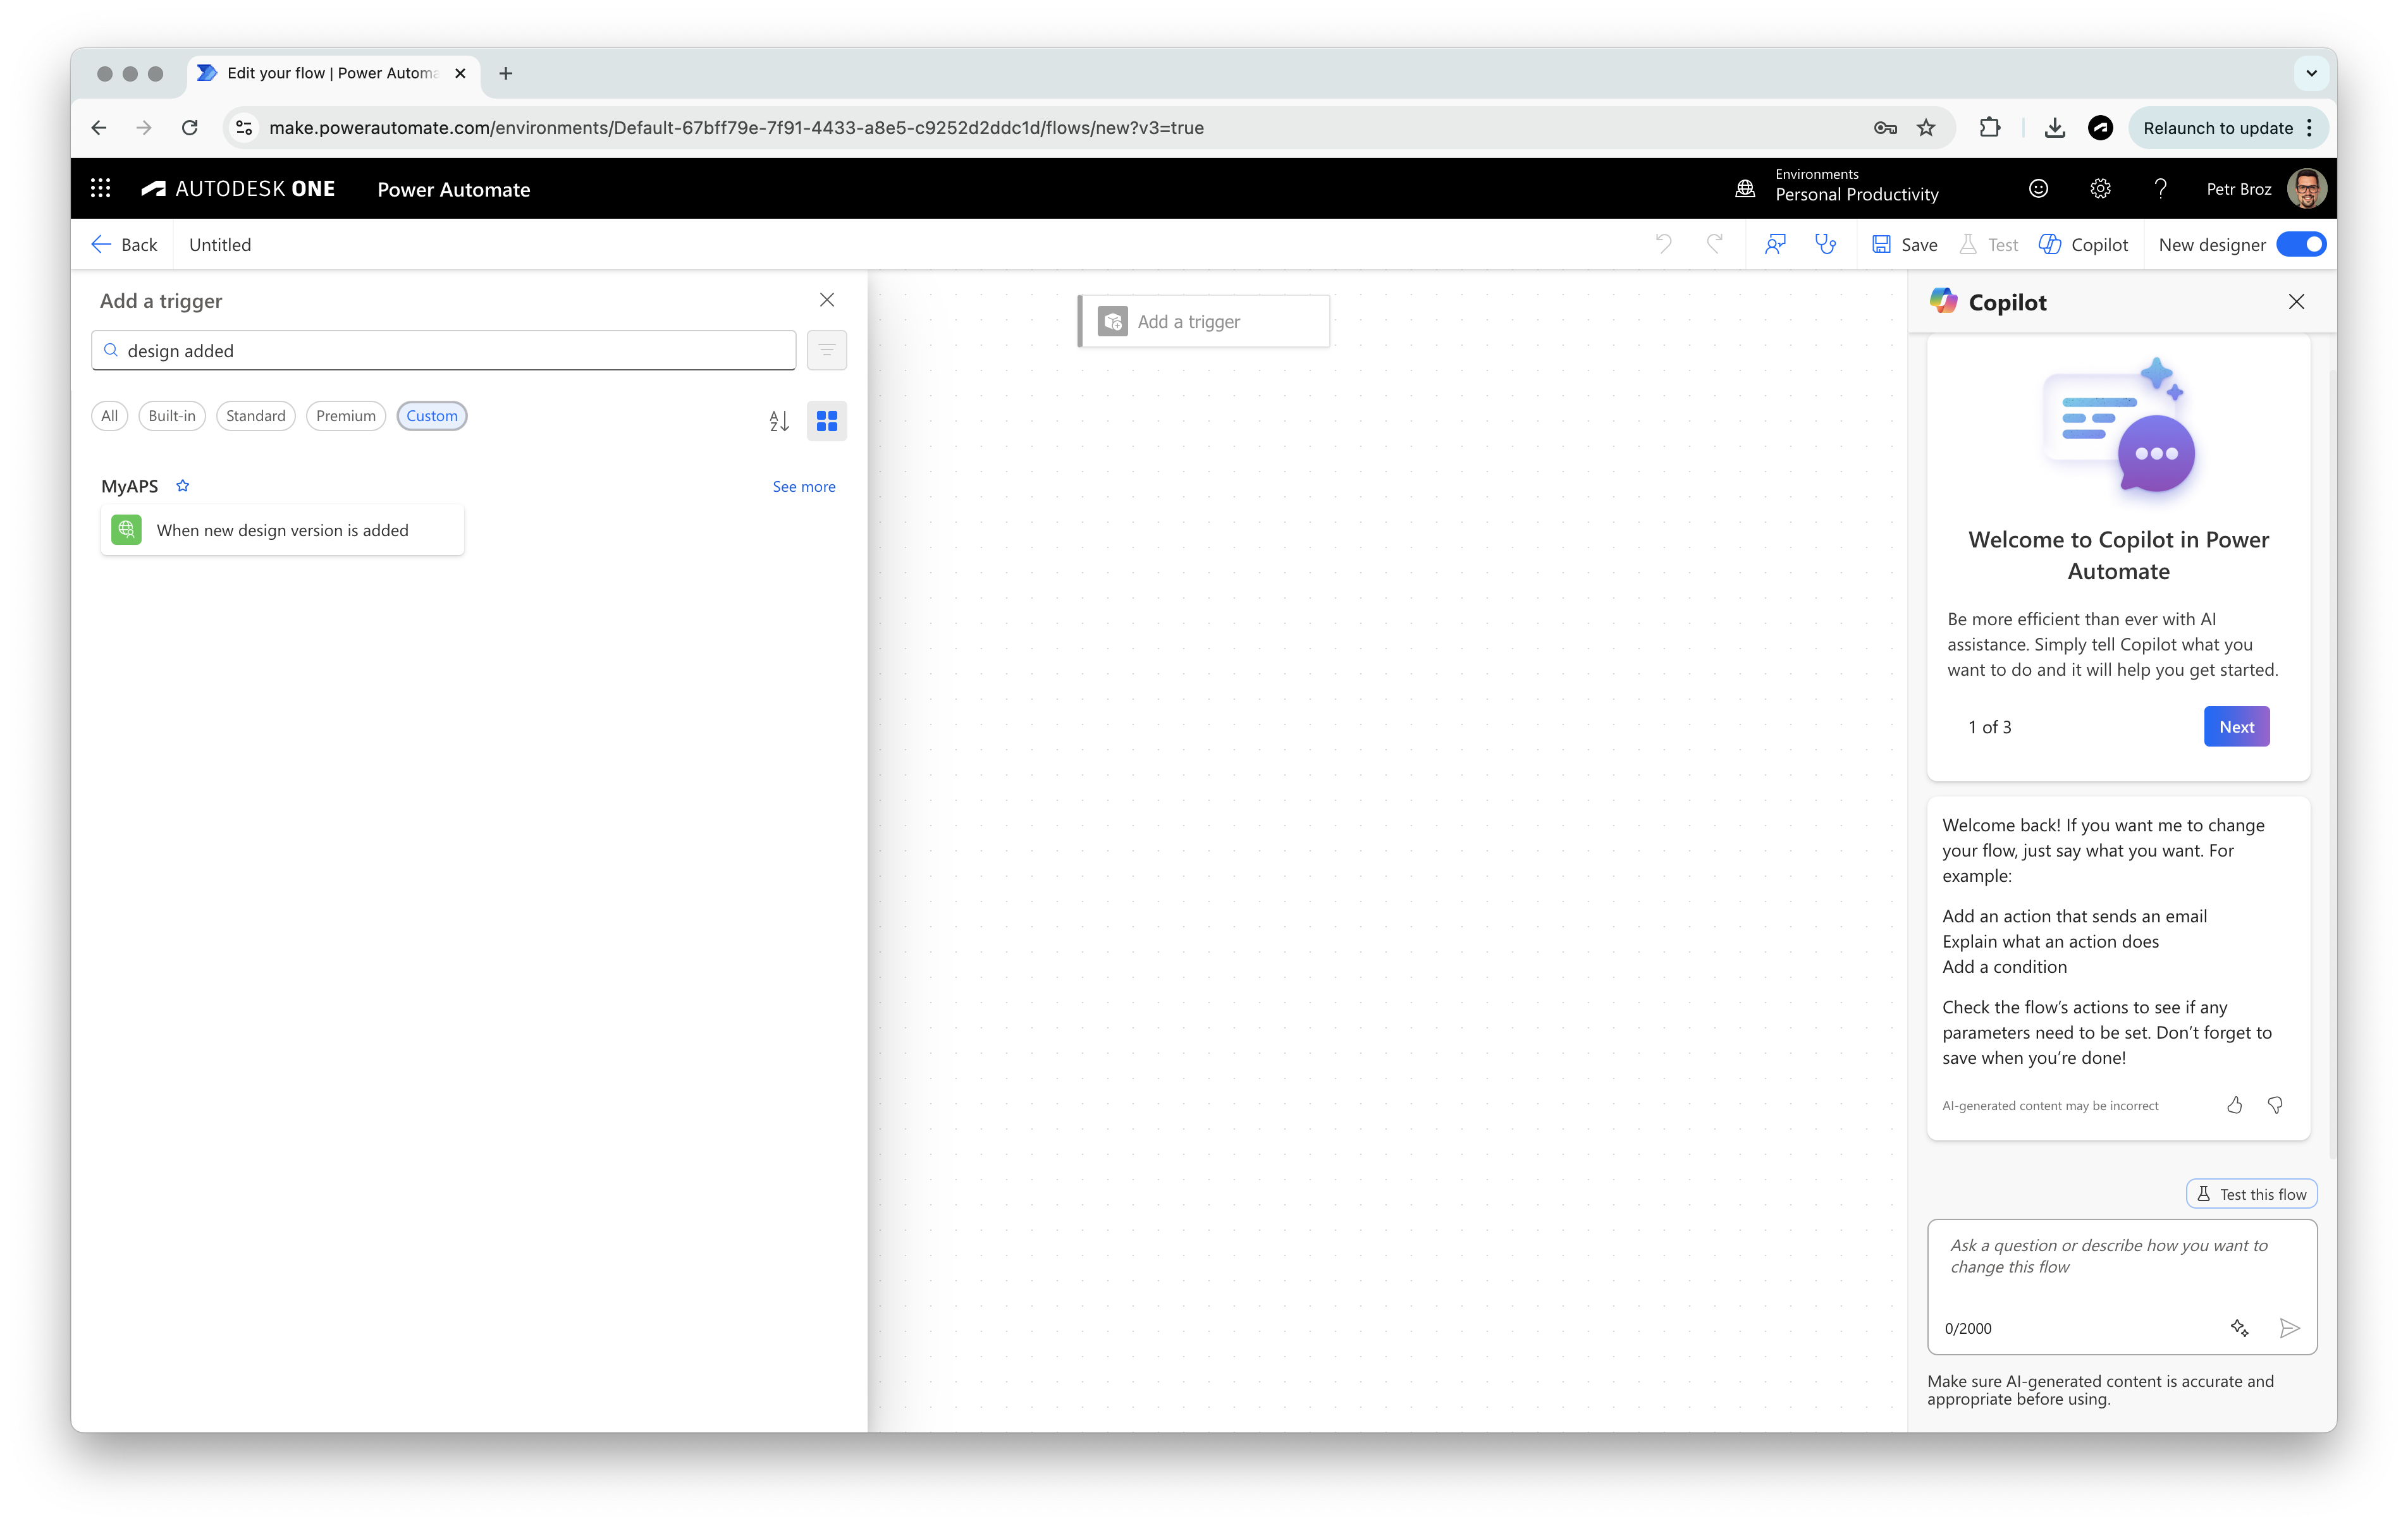 Edit your flow | Power Automa
make.powerautomate.com/environments/Default-67bff79e-7f91-4433-a8e5-c9252d2ddc1d/flows/new?v3=true
Relaunch to update
AUTODESK ONE
Power Automate
Environments
Personal Productivity
Petr Broz
Back
Untitled
Save
Test
Copilot
New designer
Add a trigger
design added
All
Built-in
Standard
Premium
Custom
A
Z
MyAPS
See more
When new design version is added
Add a trigger
Copilot
Welcome to Copilot in Power
Automate
Be more efficient than ever with AI
assistance. Simply tell Copilot what you
want to do and it will help you get started.
1 of 3
Next
Welcome back! If you want me to change
your flow, just say what you want. For
example:
Add an action that sends an email
Explain what an action does
Add a condition
Check the flow's actions to see if any
parameters need to be set. Don't forget to
save when you're done!
AI-generated content may be incorrect
Test this flow
Ask a question or describe how you want to
change this flow
0/2000
Make sure AI-generated content is accurate and
appropriate before using.